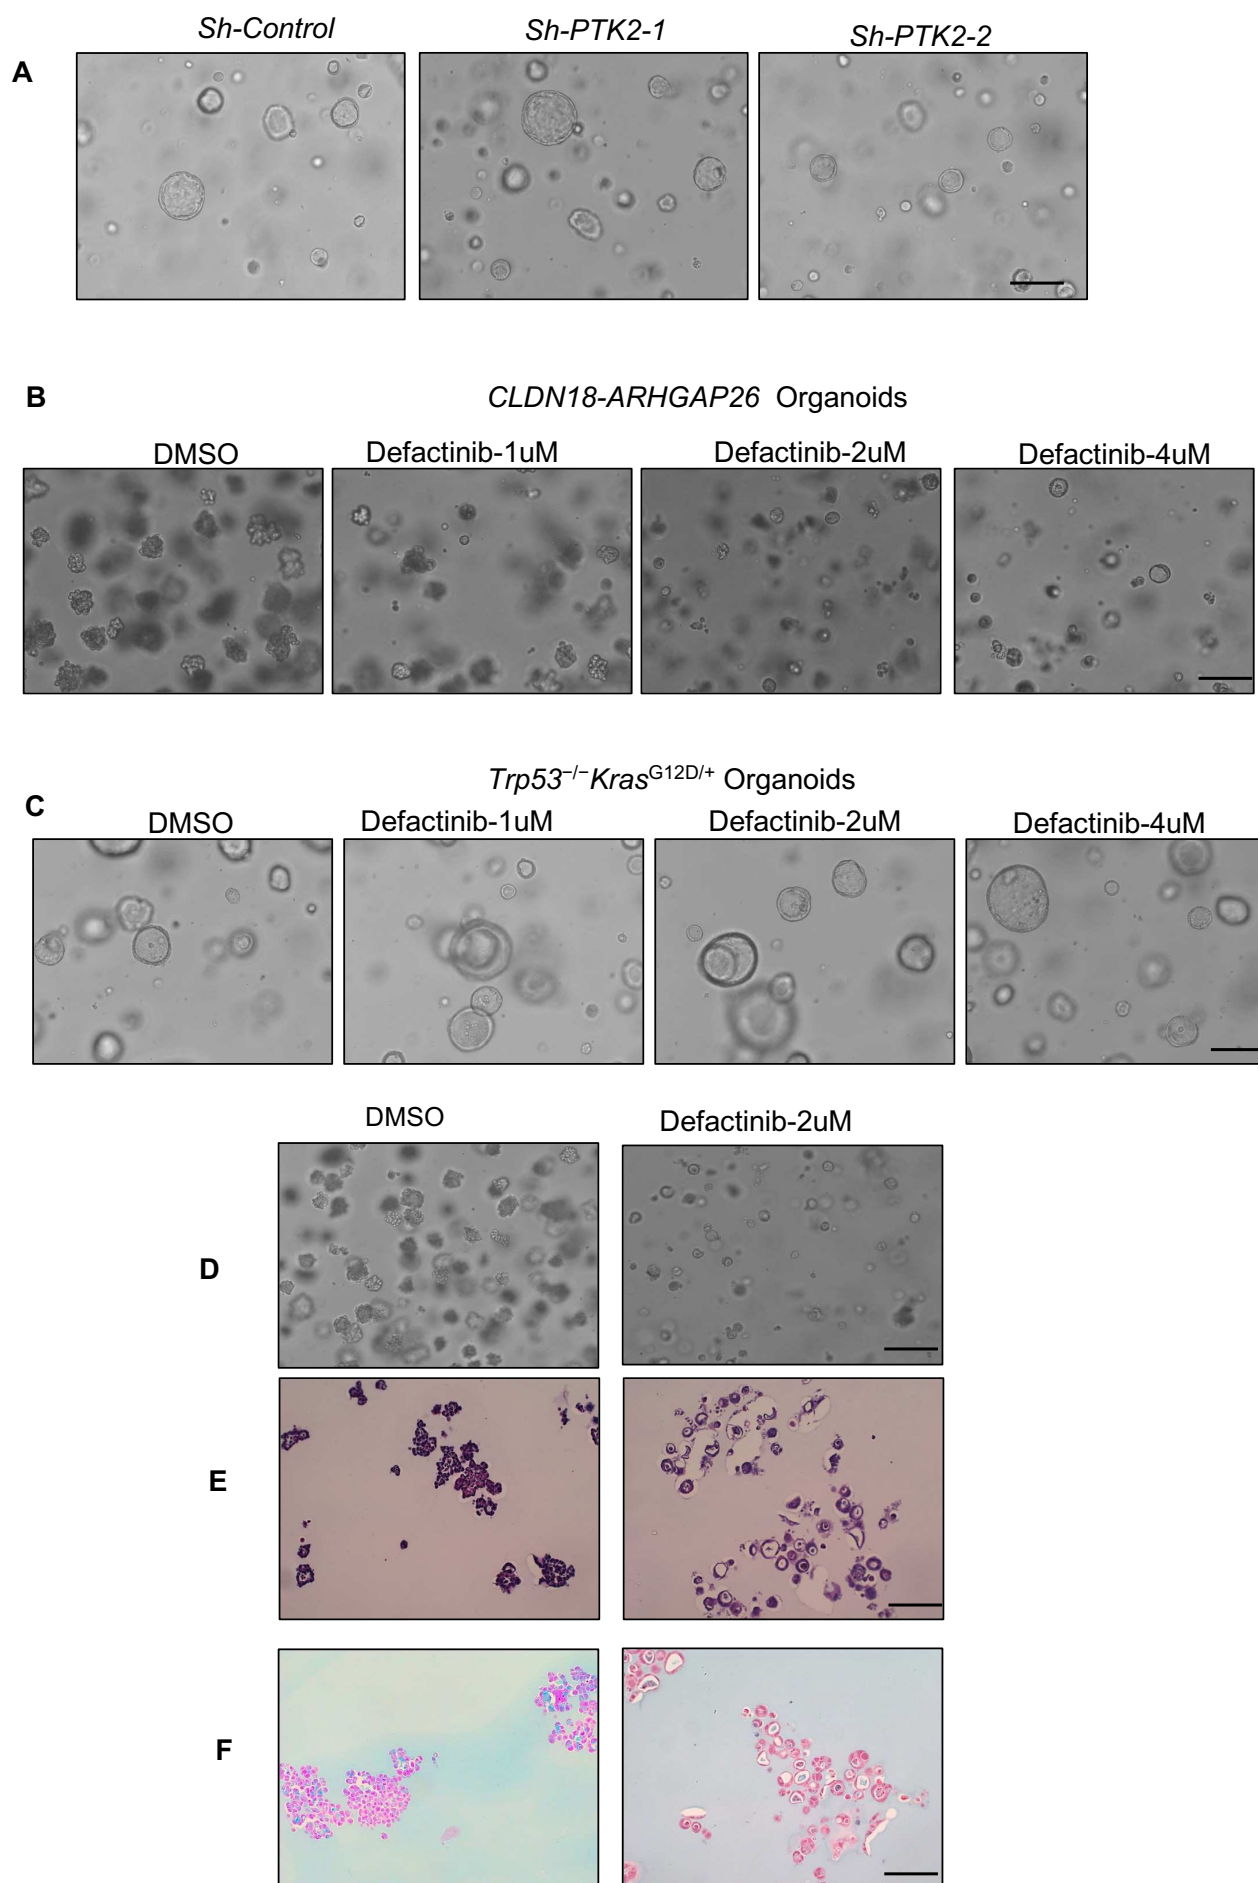 Sh-Control Sh-PTK2-1 Sh-PTK2-2
A
B CLDN18-ARHGAP26 Organoids
DMSO Defactinib-1uM Defactinib-2uM Defactinib-4uM
Trp53−/−KrasG12D/+ Organoids
C
DMSO Defactinib-1uM Defactinib-2uM Defactinib-4uM
DMSO Defactinib-2uM
D
E
F